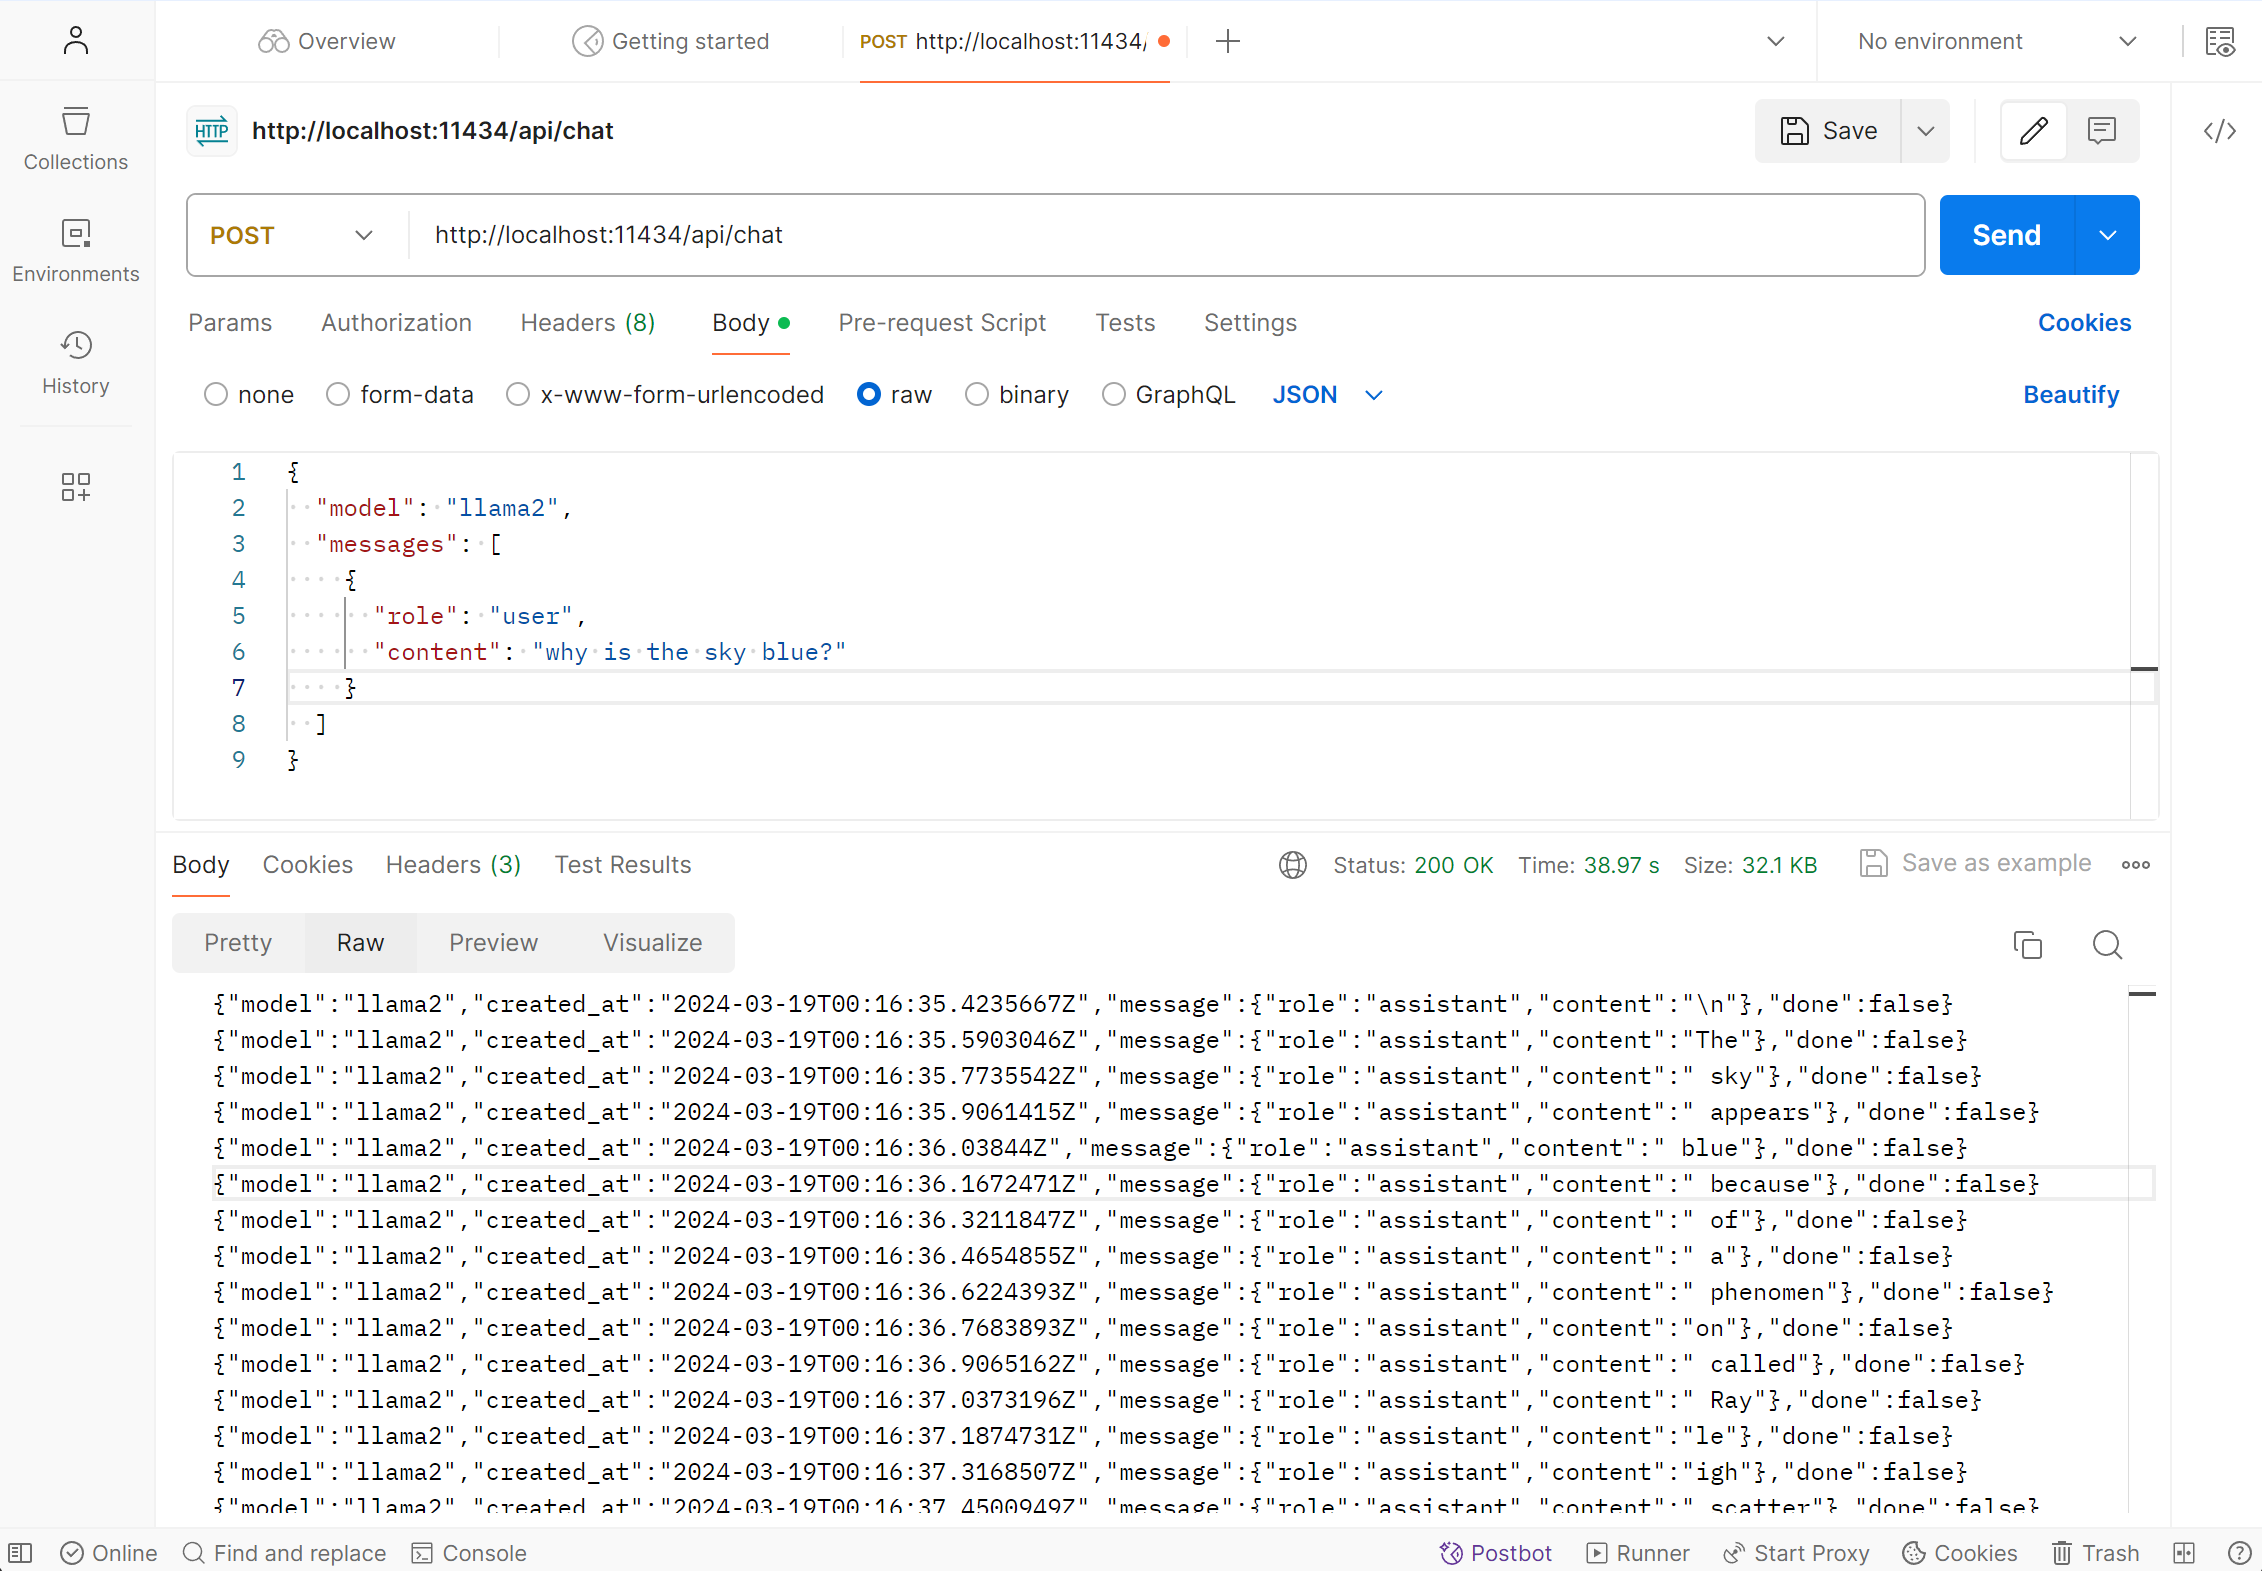 Overview
Getting started
POST http://localhost:11434/
No environment
HTTP
http://localhost:11434/api/chat
Save
Collections
Environments
History
POST
http://localhost:11434/api/chat
Send
Params
Authorization
Headers (8)
Body
Pre-request Script
Tests
Settings
Cookies
none
form-data
x-www-form-urlencoded
raw
binary
GraphQL
JSON
Beautify
1 {
2 "model": "llama2",
3 "messages": [
4 {
5 "role": "user",
6 "content": "why is the sky blue?"
7 }
8 ]
9 }
Body
Cookies
Headers (3)
Test Results
Status: 200 OK
Time: 38.97 s
Size: 32.1 KB
Save as example
Pretty
Raw
Preview
Visualize
{"model":"llama2","created_at":"2024-03-19T00:16:35.4235667Z","message":{"role":"assistant","content":"\n"},"done":false}
{"model":"llama2","created_at":"2024-03-19T00:16:35.5903046Z","message":{"role":"assistant","content":"The"},"done":false}
{"model":"llama2","created_at":"2024-03-19T00:16:35.7735542Z","message":{"role":"assistant","content":" sky"},"done":false}
{"model":"llama2","created_at":"2024-03-19T00:16:35.9061415Z","message":{"role":"assistant","content":" appears"},"done":false}
{"model":"llama2","created_at":"2024-03-19T00:16:36.03844Z","message":{"role":"assistant","content":" blue"},"done":false}
{"model":"llama2","created_at":"2024-03-19T00:16:36.1672471Z","message":{"role":"assistant","content":" because"},"done":false}
{"model":"llama2","created_at":"2024-03-19T00:16:36.3211847Z","message":{"role":"assistant","content":" of"},"done":false}
{"model":"llama2","created_at":"2024-03-19T00:16:36.4654855Z","message":{"role":"assistant","content":" a"},"done":false}
{"model":"llama2","created_at":"2024-03-19T00:16:36.6224393Z","message":{"role":"assistant","content":" phenomen"},"done":false}
{"model":"llama2","created_at":"2024-03-19T00:16:36.7683893Z","message":{"role":"assistant","content":"on"},"done":false}
{"model":"llama2","created_at":"2024-03-19T00:16:36.9065162Z","message":{"role":"assistant","content":" called"},"done":false}
{"model":"llama2","created_at":"2024-03-19T00:16:37.0373196Z","message":{"role":"assistant","content":" Ray"},"done":false}
{"model":"llama2","created_at":"2024-03-19T00:16:37.1874731Z","message":{"role":"assistant","content":"le"},"done":false}
{"model":"llama2","created_at":"2024-03-19T00:16:37.3168507Z","message":{"role":"assistant","content":"igh"},"done":false}
{"model":"llama2","created_at":"2024-03-19T00:16:37.4500949Z","message":{"role":"assistant","content":" scatter"},"done":false}
Online
Find and replace
Console
Postbot
Runner
Start Proxy
Cookies
Trash